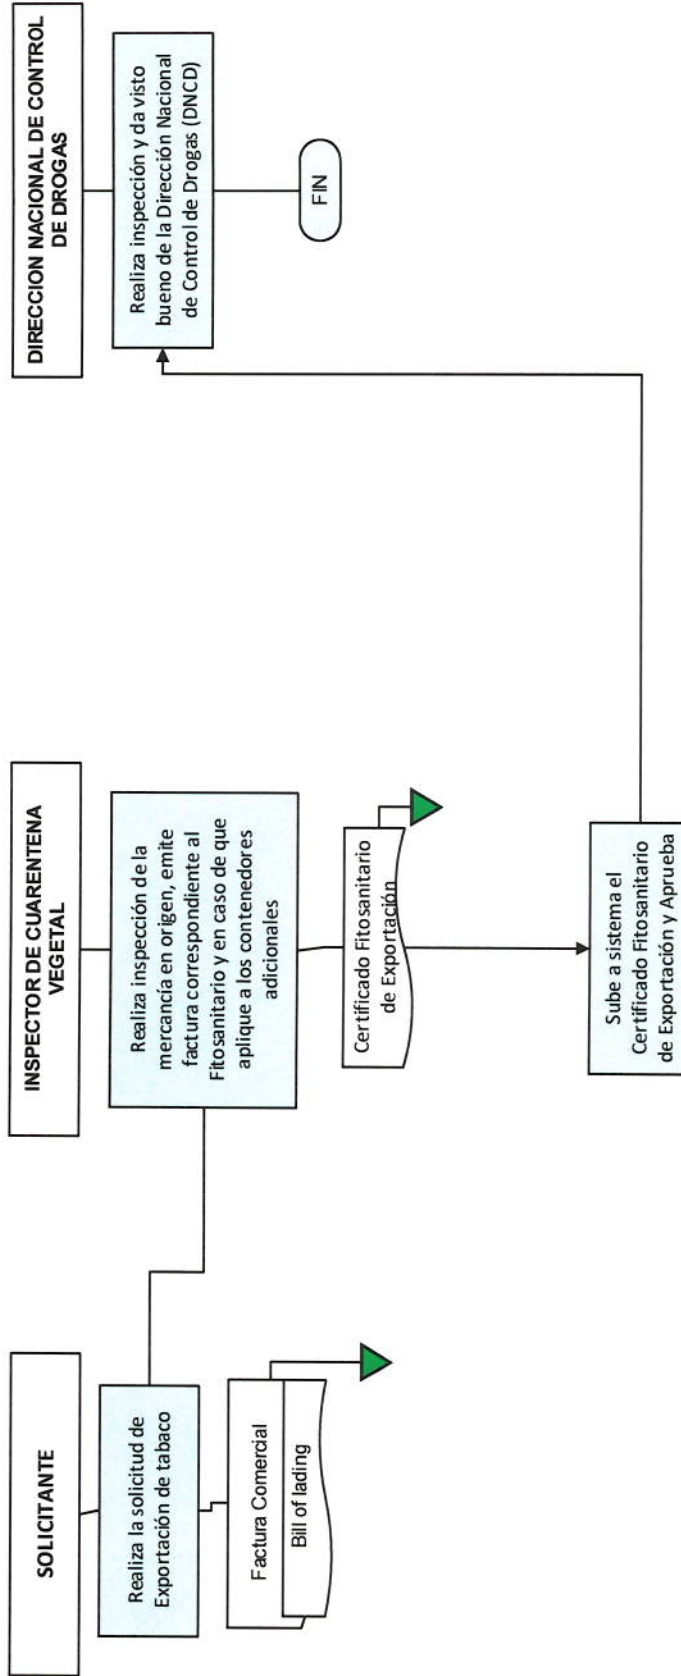 SOLICITANTE
Realiza la solicitud de
Exportación de tabaco
Factura Comercial
Bill of lading
INSPECTOR DE CUARENTENA
VEGETAL
Realiza inspección de la
mercancía en origen, emite
factura correspondiente al
Fitosanitario y en caso de que
aplique a los contenedores
adicionales
Certificado Fitosanitario
de Exportación
Sube a sistema el
Certificado Fitosanitario
de Exportación y Aprueba
DIRECCION NACIONAL DE CONTROL
DE DROGAS
Realiza inspección y da visto
bueno de la Dirección Nacional
de Control de Drogas (DNCD)
FIN